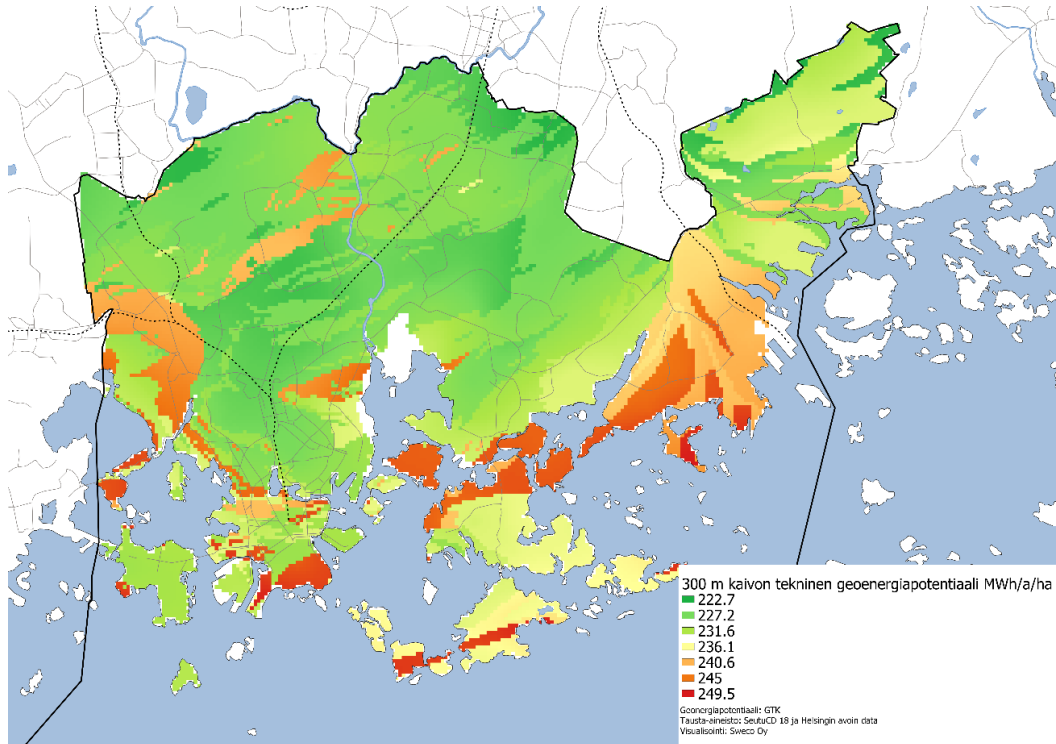 300 m kaivon tekninen geoenergiapotentiaali MWh/a/ha
222.7
227.2
231.6
236.1
240.6
245
249.5
Geonergiapotentiaali: GTK
Tausta-aineisto: SeutuCD 18 ja Helsingin avoin data
Visualisointi: Sweco Oy